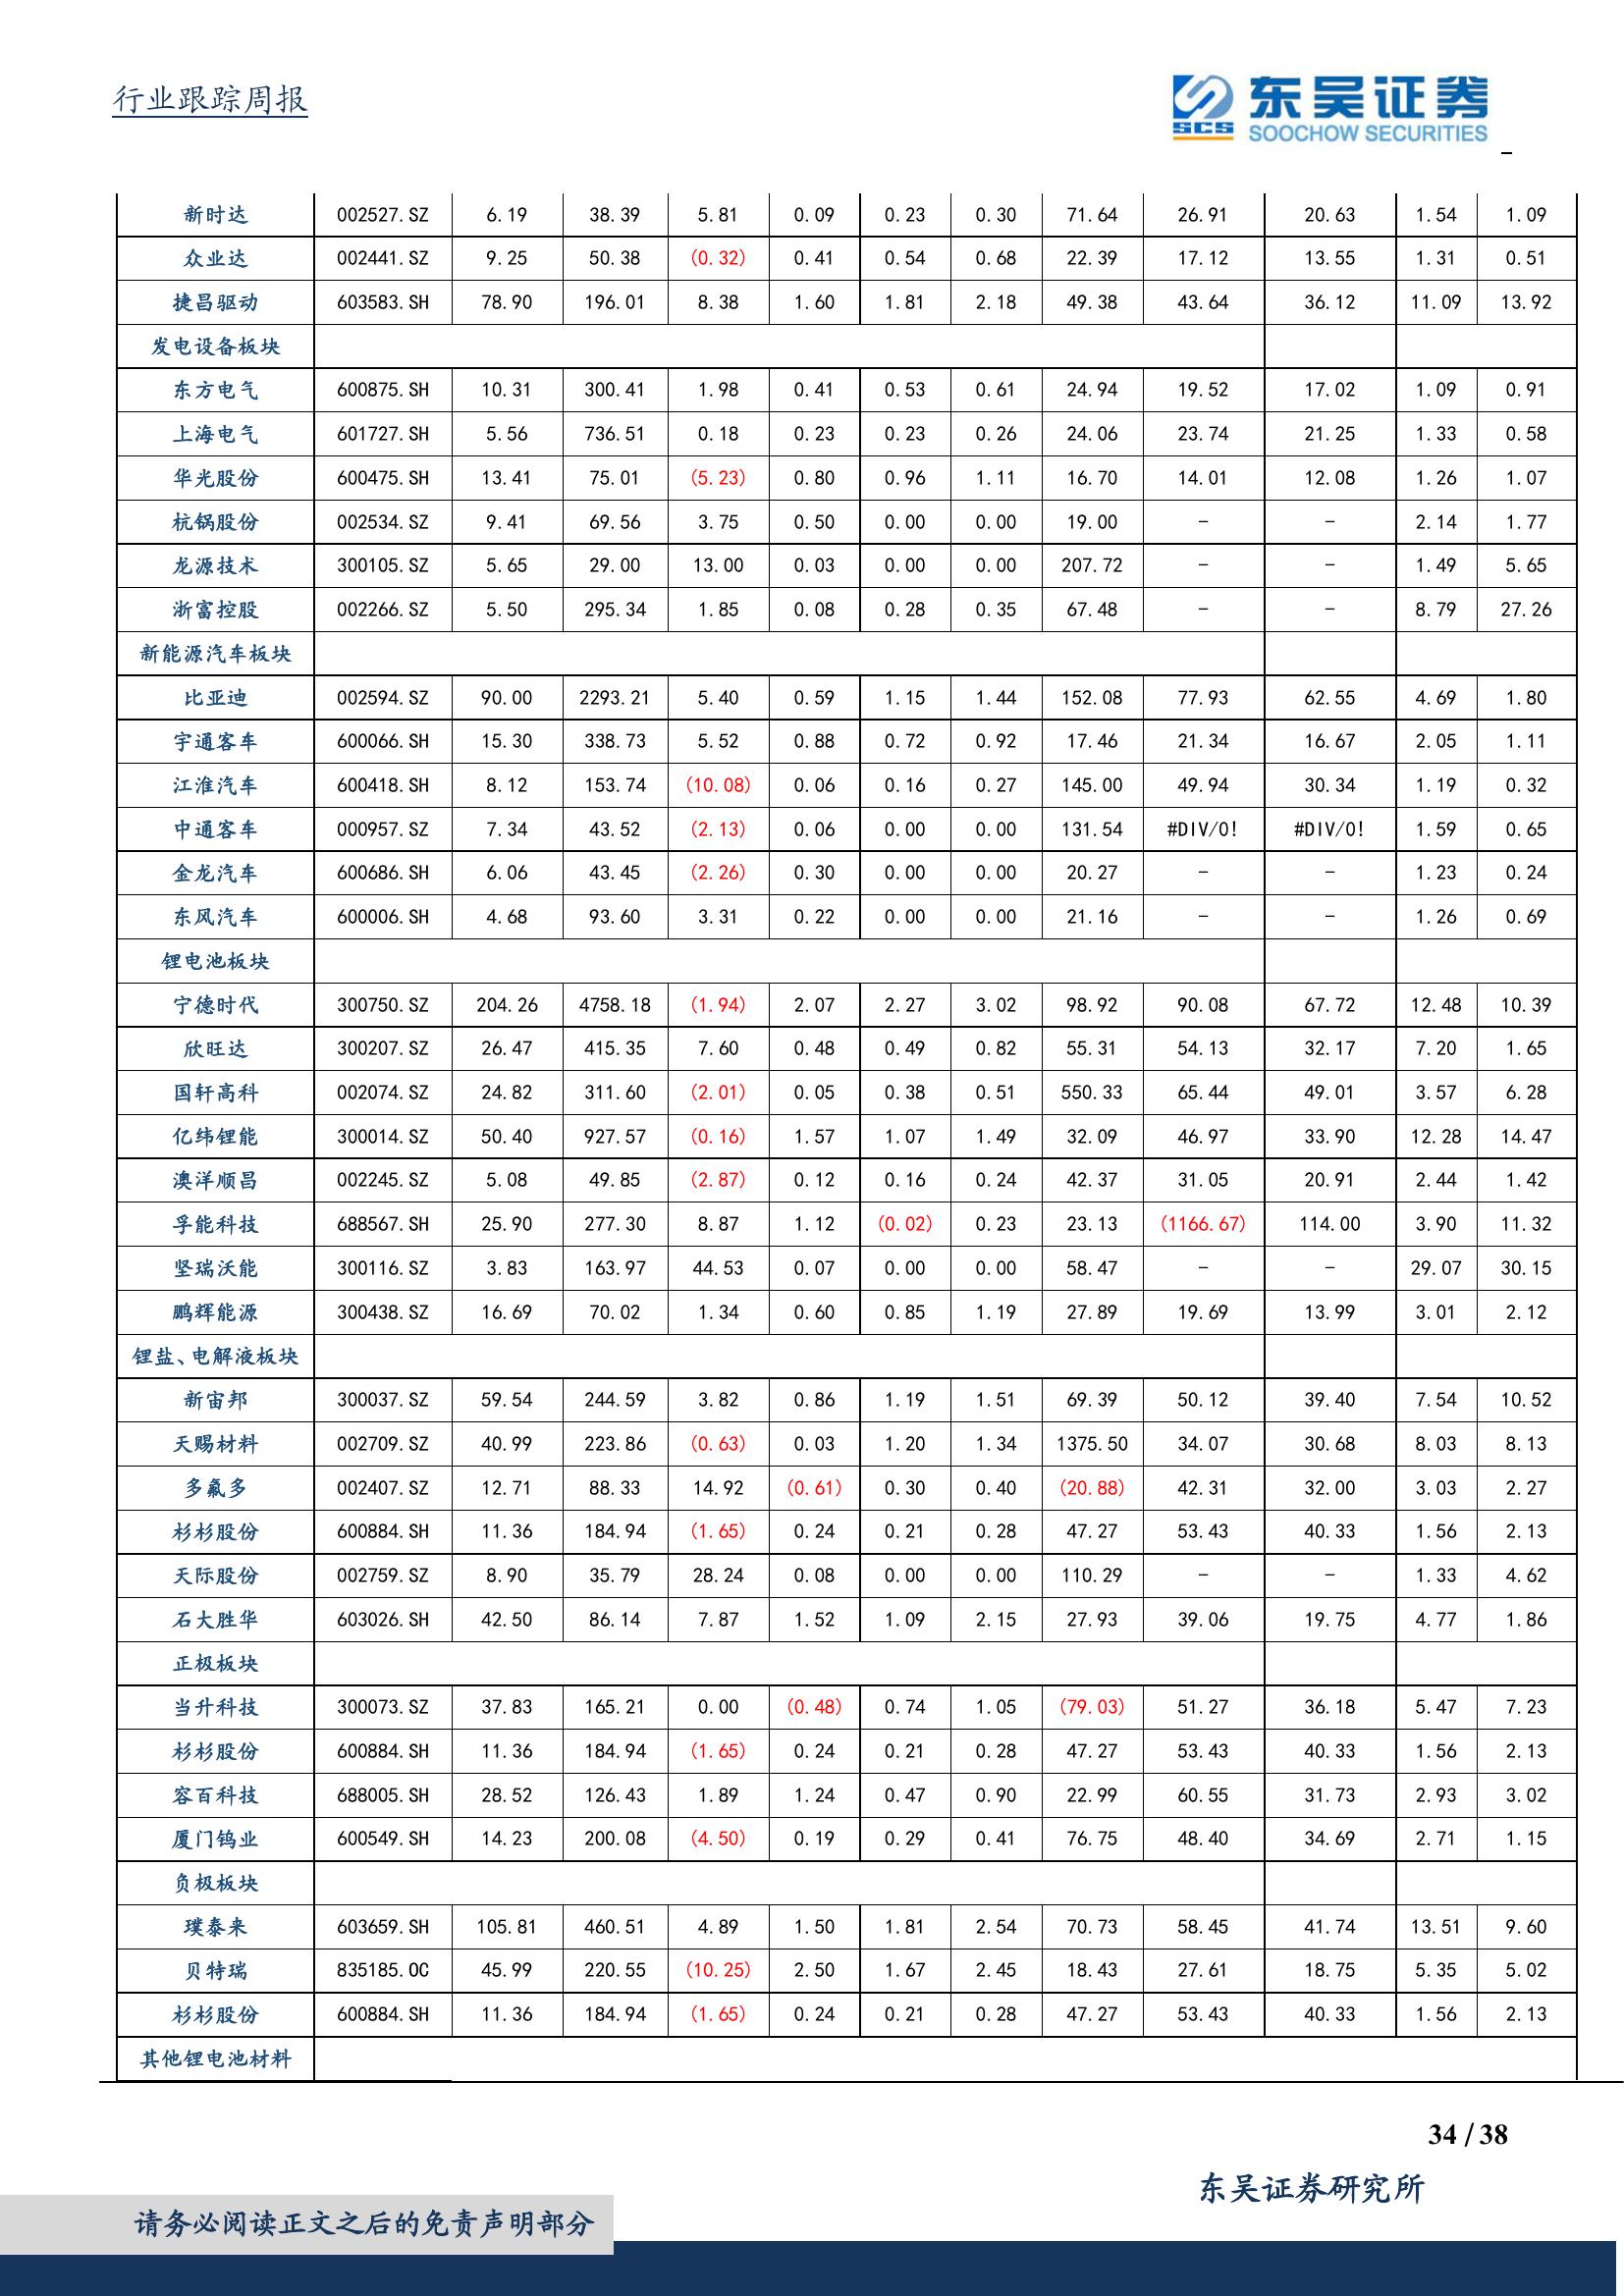 行业跟踪周报
东吴证券
SCS SOOCHOW SECURITIES
新时达 002527.SZ 6.19 38.39 5.81 0.09 0.23 0.30 71.64 26.91 20.63 1.54 1.09
众业达 002441.SZ 9.25 50.38 (0.32) 0.41 0.54 0.68 22.39 17.12 13.55 1.31 0.51
捷昌驱动 603583.SH 78.90 196.01 8.38 1.60 1.81 2.18 49.38 43.64 36.12 11.09 13.92
发电设备板块
东方电气 600875.SH 10.31 300.41 1.98 0.41 0.53 0.61 24.94 19.52 17.02 1.09 0.91
上海电气 601727.SH 5.56 736.51 0.18 0.23 0.23 0.26 24.06 23.74 21.25 1.33 0.58
华光股份 600475.SH 13.41 75.01 (5.23) 0.80 0.96 1.11 16.70 14.01 12.08 1.26 1.07
杭锅股份 002534.SZ 9.41 69.56 3.75 0.50 0.00 0.00 19.00 - - 2.14 1.77
龙源技术 300105.SZ 5.65 29.00 13.00 0.03 0.00 0.00 207.72 - - 1.49 5.65
浙富控股 002266.SZ 5.50 295.34 1.85 0.08 0.28 0.35 67.48 - - 8.79 27.26
新能源汽车板块
比亚迪 002594.SZ 90.00 2293.21 5.40 0.59 1.15 1.44 152.08 77.93 62.55 4.69 1.80
宇通客车 600066.SH 15.30 338.73 5.52 0.88 0.72 0.92 17.46 21.34 16.67 2.05 1.11
江淮汽车 600418.SH 8.12 153.74 (10.08) 0.06 0.16 0.27 145.00 49.94 30.34 1.19 0.32
中通客车 000957.SZ 7.34 43.52 (2.13) 0.06 0.00 0.00 131.54 #DIV/0! #DIV/0! 1.59 0.65
金龙汽车 600686.SH 6.06 43.45 (2.26) 0.30 0.00 0.00 20.27 - - 1.23 0.24
东风汽车 600006.SH 4.68 93.60 3.31 0.22 0.00 0.00 21.16 - - 1.26 0.69
锂电池板块
宁德时代 300750.SZ 204.26 4758.18 (1.94) 2.07 2.27 3.02 98.92 90.08 67.72 12.48 10.39
欣旺达 300207.SZ 26.47 415.35 7.60 0.48 0.49 0.82 55.31 54.13 32.17 7.20 1.65
国轩高科 002074.SZ 24.82 311.60 (2.01) 0.05 0.38 0.51 550.33 65.44 49.01 3.57 6.28
亿纬锂能 300014.SZ 50.40 927.57 (0.16) 1.57 1.07 1.49 32.09 46.97 33.90 12.28 14.47
澳洋顺昌 002245.SZ 5.08 49.85 (2.87) 0.12 0.16 0.24 42.37 31.05 20.91 2.44 1.42
孚能科技 688567.SH 25.90 277.30 8.87 1.12 (0.02) 0.23 23.13 (1166.67) 114.00 3.90 11.32
坚瑞沃能 300116.SZ 3.83 163.97 44.53 0.07 0.00 0.00 58.47 - - 29.07 30.15
鹏辉能源 300438.SZ 16.69 70.02 1.34 0.60 0.85 1.19 27.89 19.69 13.99 3.01 2.12
锂盐、电解液板块
新宙邦 300037.SZ 59.54 244.59 3.82 0.86 1.19 1.51 69.39 50.12 39.40 7.54 10.52
天赐材料 002709.SZ 40.99 223.86 (0.63) 0.03 1.20 1.34 1375.50 34.07 30.68 8.03 8.13
多氟多 002407.SZ 12.71 88.33 14.92 (0.61) 0.30 0.40 (20.88) 42.31 32.00 3.03 2.27
杉杉股份 600884.SH 11.36 184.94 (1.65) 0.24 0.21 0.28 47.27 53.43 40.33 1.56 2.13
天际股份 002759.SZ 8.90 35.79 28.24 0.08 0.00 0.00 110.29 - - 1.33 4.62
石大胜华 603026.SH 42.50 86.14 7.87 1.52 1.09 2.15 27.93 39.06 19.75 4.77 1.86
正极板块
当升科技 300073.SZ 37.83 165.21 0.00 (0.48) 0.74 1.05 (79.03) 51.27 36.18 5.47 7.23
杉杉股份 600884.SH 11.36 184.94 (1.65) 0.24 0.21 0.28 47.27 53.43 40.33 1.56 2.13
容百科技 688005.SH 28.52 126.43 1.89 1.24 0.47 0.90 22.99 60.55 31.73 2.93 3.02
厦门钨业 600549.SH 14.23 200.08 (4.50) 0.19 0.29 0.41 76.75 48.40 34.69 2.71 1.15
负极板块
璞泰来 603659.SH 105.81 460.51 4.89 1.50 1.81 2.54 70.73 58.45 41.74 13.51 9.60
贝特瑞 835185.OC 45.99 220.55 (10.25) 2.50 1.67 2.45 18.43 27.61 18.75 5.35 5.02
杉杉股份 600884.SH 11.36 184.94 (1.65) 0.24 0.21 0.28 47.27 53.43 40.33 1.56 2.13
其他锂电池材料
34 / 38
东吴证券研究所
请务必阅读正文之后的免责声明部分